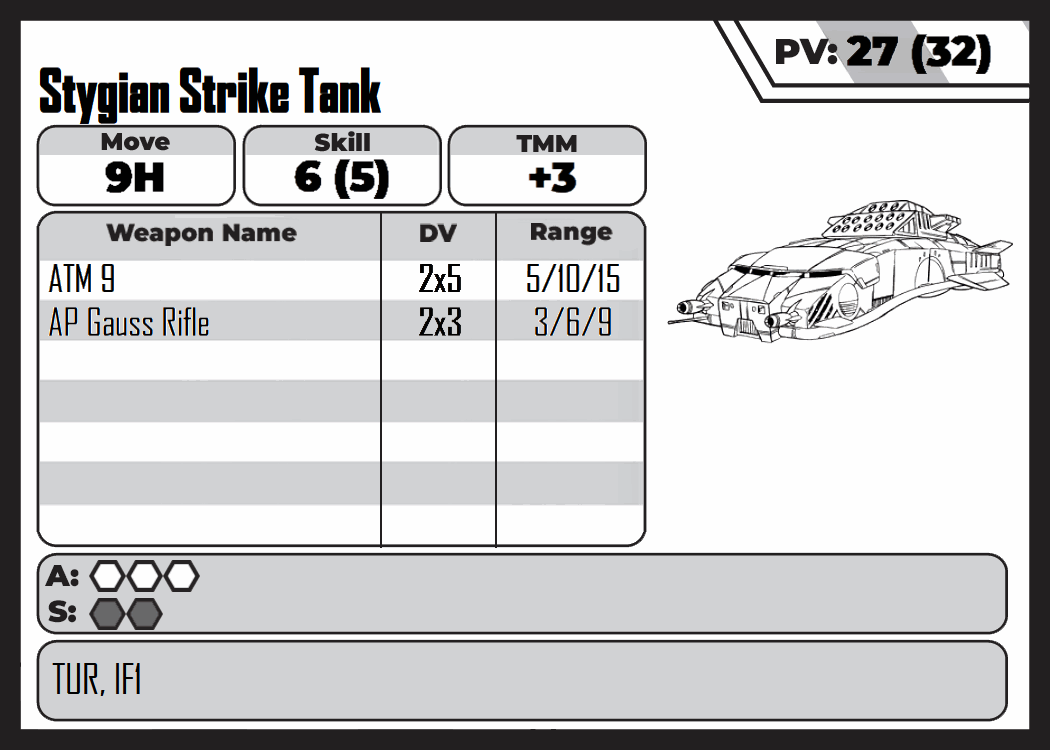 PV: 27 (32)
Stygian Strike Tank
Move Skill TMM
9H 6 (5) +3
Weapon Name DV Range
ATM 9 2x5 5/10/15
AP Gauss Rifle 2x3 3/6/9
A:
S:
TUR, IF1